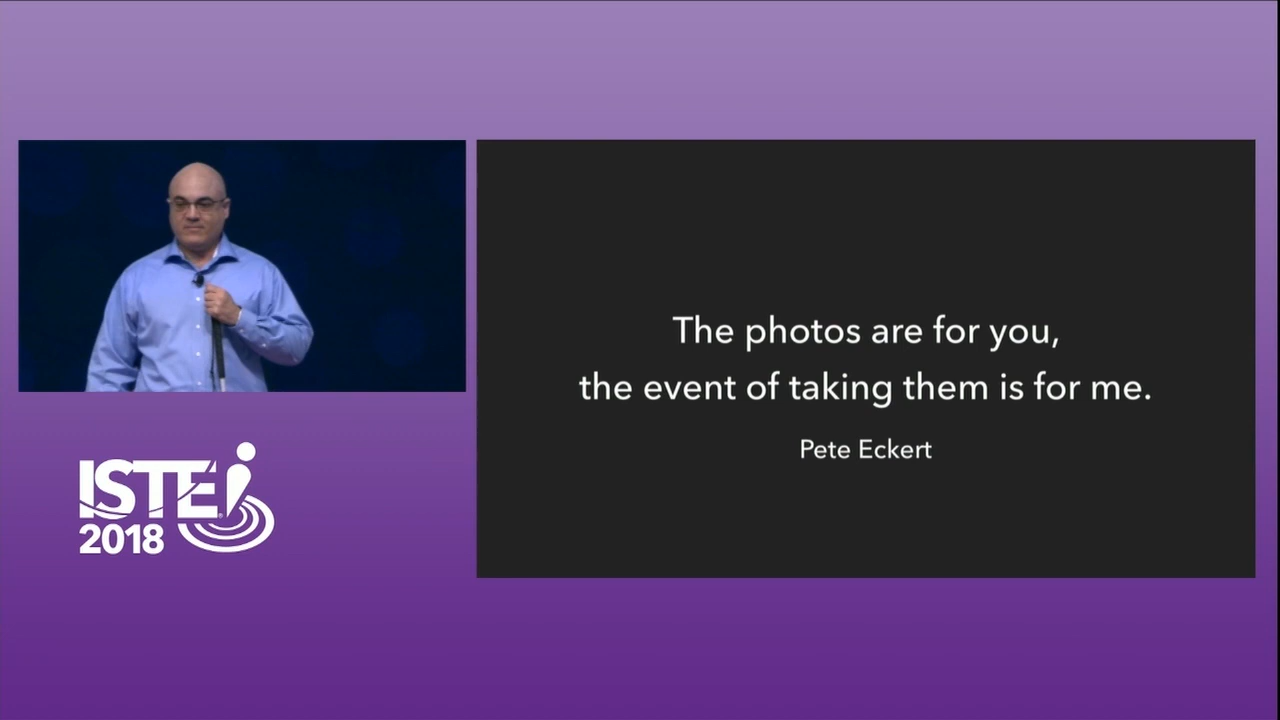 ISTE
2018
The photos are for you,
the event of taking them is for me.
Pete Eckert